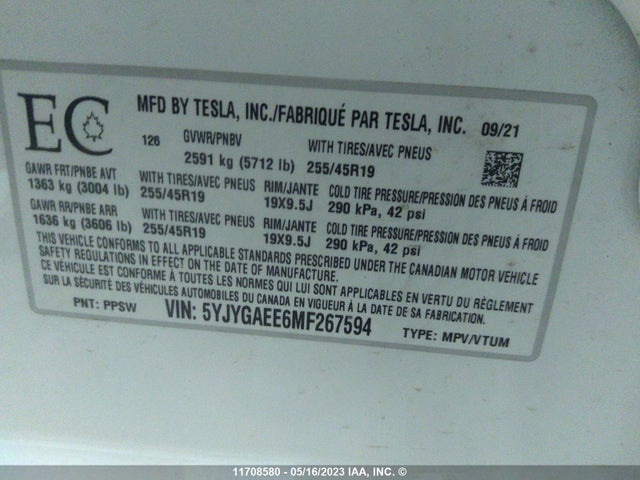 EC
MFD BY TESLA, INC./FABRIQUÉ PAR TESLA, INC. 09/21
126 GVWR/PNBV WITH TIRES/AVEC PNEUS
2591 kg (5712 lb) 255/45R19
GAWR FRT/PNBE AVT WITH TIRES/AVEC PNEUS RIM/JANTE COLD TIRE PRESSURE/PRESSION DES PNEUS À FROID
1363 kg (3004 lb) 255/45R19 19X9.5J 290 kPa, 42 psi
GAWR RR/PNBE ARR WITH TIRES/AVEC PNEUS RIM/JANTE COLD TIRE PRESSURE/PRESSION DES PNEUS À FROID
1636 kg (3606 lb) 255/45R19 19X9.5J 290 kPa, 42 psi
THIS VEHICLE CONFORMS TO ALL APPLICABLE STANDARDS PRESCRIBED UNDER THE CANADIAN MOTOR VEHICLE
SAFETY REGULATIONS IN EFFECT ON THE DATE OF MANUFACTURE.
CE VÉHICULE EST CONFORME À TOUTES LES NORMES QUI LUI SONT APPLICABLES EN VERTU DU RÈGLEMENT
SUR LA SÉCURITÉ DES VÉHICULES AUTOMOBILES DU CANADA EN VIGUEUR À LA DATE DE SA FABRICATION.
PNT: PPSW VIN: 5YJYGAEE6MF267594 TYPE: MPV/VTUM
11708580 - 05/16/2023 IAA, INC. ©